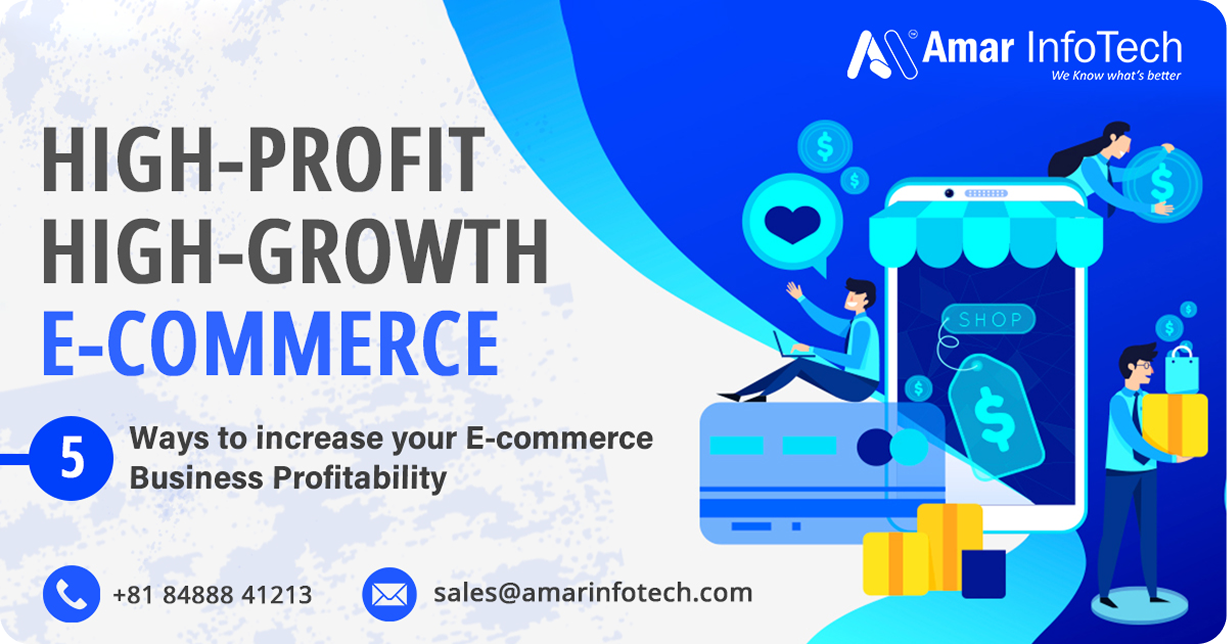 Amar InfoTech™
We Know what's better
HIGH-PROFIT
HIGH-GROWTH
E-COMMERCE
5
Ways to increase your E-commerce
Business Profitability
SHOP
$
$
$
$
$
$
$
+81 84888 41213
sales@amarinfotech.com